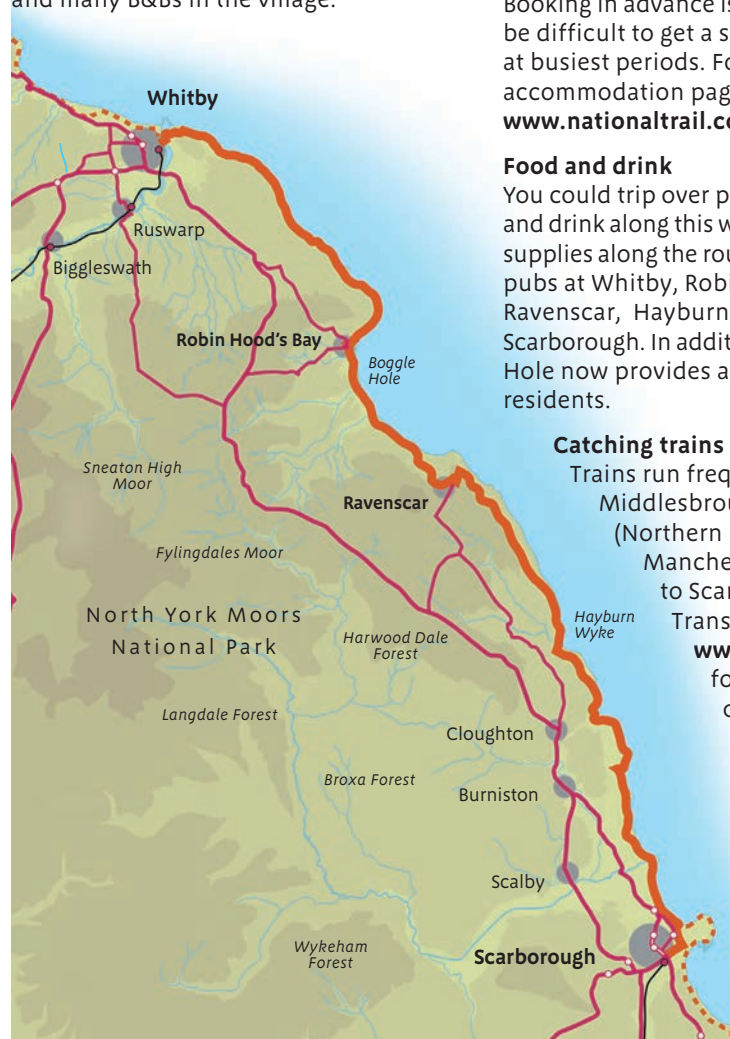 and many B&Bs in the village.
Booking in advance is
be difficult to get a s
at busiest periods. Fo
accommodation pag
www.nationaltrail.co
Food and drink
You could trip over p
and drink along this w
supplies along the rou
pubs at Whitby, Robi
Ravenscar, Hayburn
Scarborough. In addit
Hole now provides a
residents.
Catching trains
Trains run freq
Middlesbrou
(Northern
Manche
to Scar
Trans
ww
fo
Whitby
Ruswarp
Biggleswath
Robin Hood's Bay
Boggle
Hole
Sneaton High
Moor
Ravenscar
Fylingdales Moor
North York Moors
National Park
Harwood Dale
Forest
Hayburn
Wyke
Langdale Forest
Cloughton
Broxa Forest
Burniston
Scalby
Wykeham
Forest
Scarborough